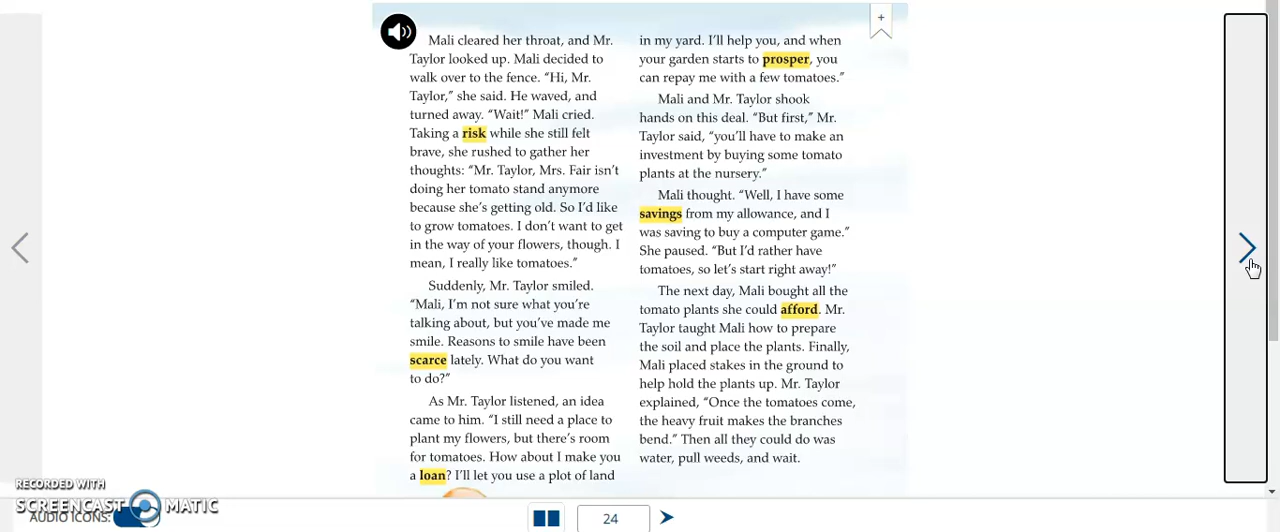 Mali cleared her throat, and Mr.
Taylor looked up. Mali decided to
walk over to the fence. “Hi, Mr.
Taylor,” she said. He waved, and
turned away. “Wait!” Mali cried.
Taking a risk while she still felt
brave, she rushed to gather her
thoughts: “Mr. Taylor, Mrs. Fair isn’t
doing her tomato stand anymore
because she’s getting old. So I’d like
to grow tomatoes. I don’t want to get
in the way of your flowers, though. I
mean, I really like tomatoes.”
Suddenly, Mr. Taylor smiled.
“Mali, I’m not sure what you’re
talking about, but you’ve made me
smile. Reasons to smile have been
scarce lately. What do you want
to do?”
As Mr. Taylor listened, an idea
came to him. “I still need a place to
plant my flowers, but there’s room
for tomatoes. How about I make you
a loan? I’ll let you use a plot of land
in my yard. I’ll help you, and when
your garden starts to prosper, you
can repay me with a few tomatoes.”
Mali and Mr. Taylor shook
hands on this deal. “But first,” Mr.
Taylor said, “you’ll have to make an
investment by buying some tomato
plants at the nursery.”
Mali thought. “Well, I have some
savings from my allowance, and I
was saving to buy a computer game.”
She paused. “But I’d rather have
tomatoes, so let’s start right away!”
The next day, Mali bought all the
tomato plants she could afford. Mr.
Taylor taught Mali how to prepare
the soil and place the plants. Finally,
Mali placed stakes in the ground to
help hold the plants up. Mr. Taylor
explained, “Once the tomatoes come,
the heavy fruit makes the branches
bend.” Then all they could do was
water, pull weeds, and wait.
RECORDED WITH
SCREENCAST MATIC
AUDIO ICONS:
24